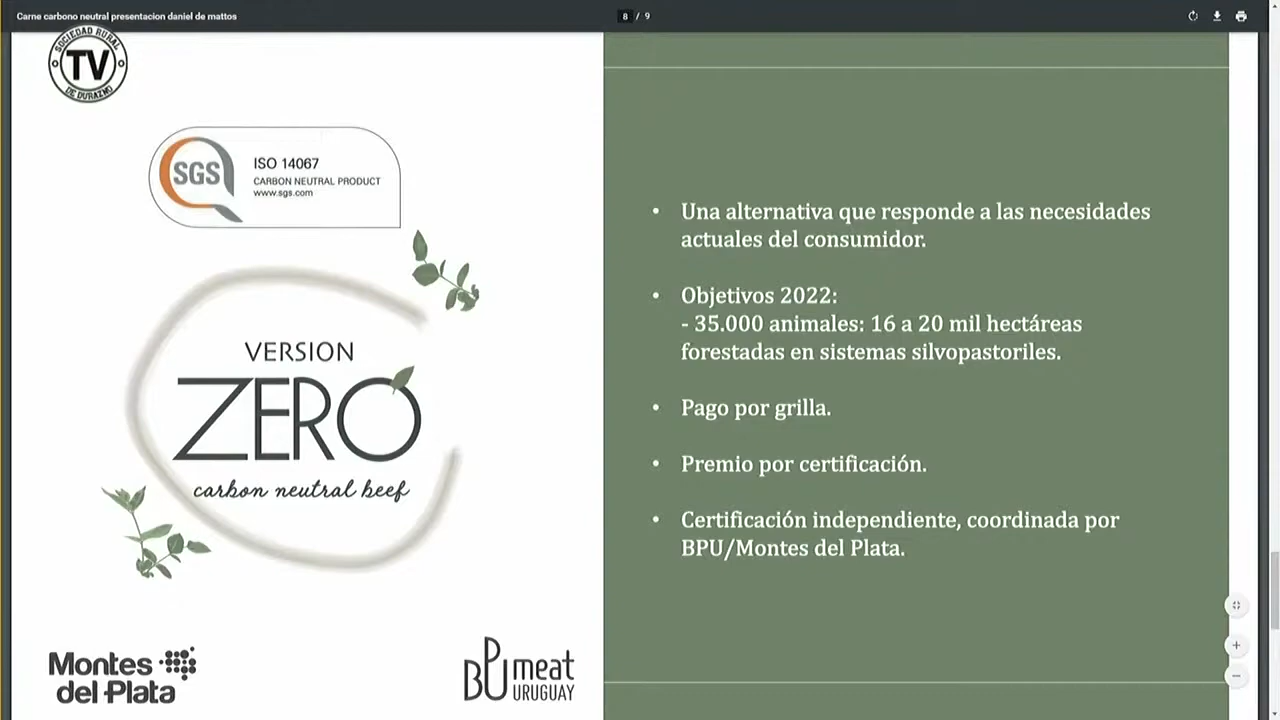 Carne carbono neutral presentacion daniel de mattos
8 / 9
SOCIEDAD RURAL
TV
DE DURAZNO
SGS
ISO 14067
CARBON NEUTRAL PRODUCT
www.sgs.com
VERSION
ZERO
carbon neutral beef
Montes
del Plata
BPU meat
URUGUAY
• Una alternativa que responde a las necesidades
actuales del consumidor.
• Objetivos 2022:
- 35.000 animales: 16 a 20 mil hectáreas
forestadas en sistemas silvopastoriles.
• Pago por grilla.
• Premio por certificación.
• Certificación independiente, coordinada por
BPU/Montes del Plata.